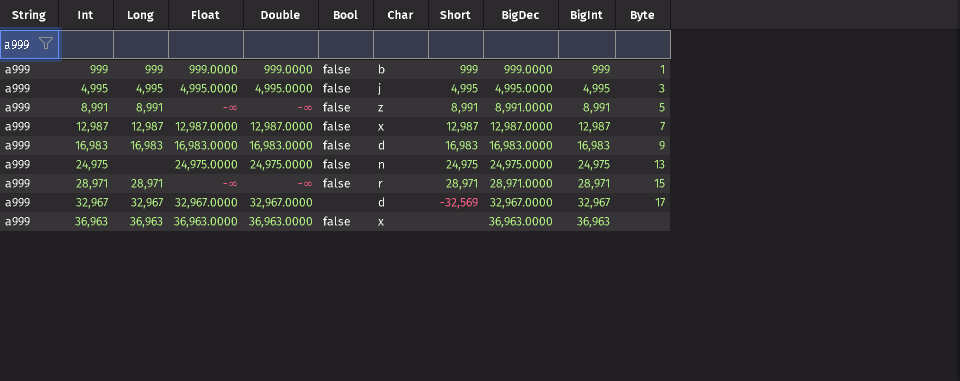 String Int Long Float Double Bool Char Short BigDec BigInt Byte
a999
a999 999 999 999.0000 999.0000 false b 999 999.0000 999 1
a999 4,995 4,995 4,995.0000 4,995.0000 false j 4,995 4,995.0000 4,995 3
a999 8,991 8,991 -∞ -∞ false z 8,991 8,991.0000 8,991 5
a999 12,987 12,987 12,987.0000 12,987.0000 false x 12,987 12,987.0000 12,987 7
a999 16,983 16,983 16,983.0000 16,983.0000 false d 16,983 16,983.0000 16,983 9
a999 24,975 24,975.0000 24,975.0000 false n 24,975 24,975.0000 24,975 13
a999 28,971 28,971 -∞ -∞ false r 28,971 28,971.0000 28,971 15
a999 32,967 32,967 32,967.0000 32,967.0000 d -32,569 32,967.0000 32,967 17
a999 36,963 36,963 36,963.0000 36,963.0000 false x 36,963.0000 36,963